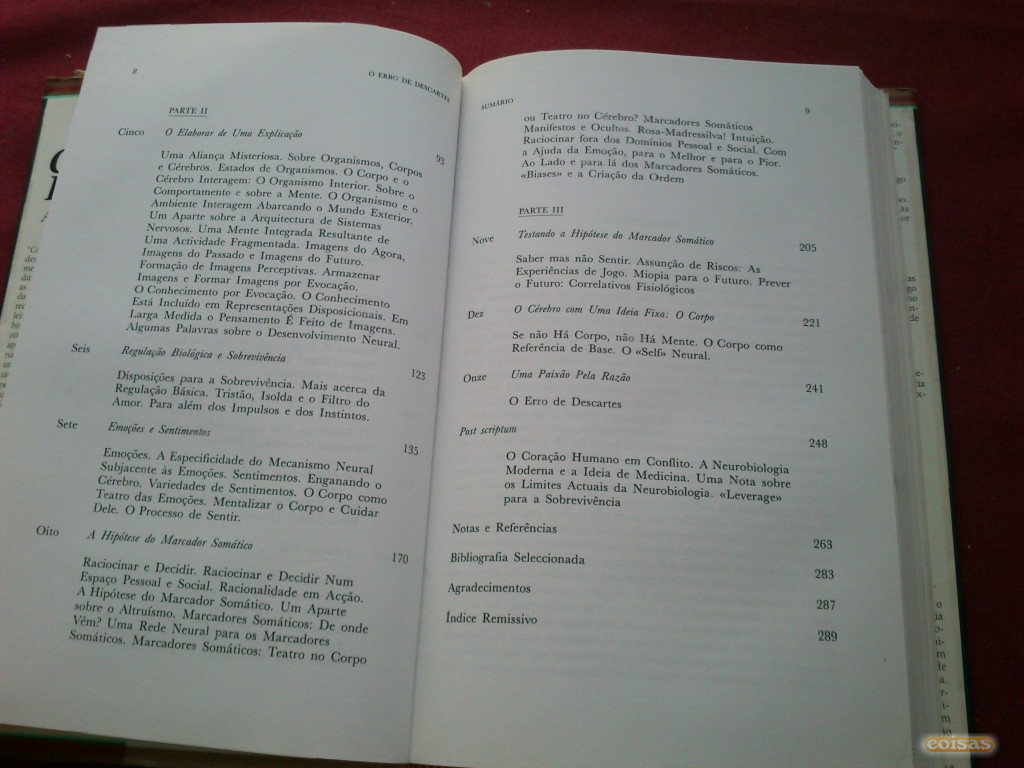 8
O ERRO DE DESCARTES
PARTE II
Cinco O Elaborar de Uma Explicação 93
Uma Aliança Misteriosa. Sobre Organismos, Corpos
e Cérebros. Estados de Organismos. O Corpo e o
Cérebro Interagem: O Organismo Interior. Sobre o
Comportamento e sobre a Mente. O Organismo e o
Ambiente Interagem Abarcando o Mundo Exterior.
Um Aparte sobre a Arquitectura de Sistemas
Nervosos. Uma Mente Integrada Resultante de
Uma Actividade Fragmentada. Imagens do Agora,
Imagens do Passado e Imagens do Futuro.
Formação de Imagens Perceptivas. Armazenar
Imagens e Formar Imagens por Evocação.
O Conhecimento por Evocação. O Conhecimento
Está Incluído em Representações Disposicionais. Em
Larga Medida o Pensamento É Feito de Imagens.
Algumas Palavras sobre o Desenvolvimento Neural.
Seis Regulação Biológica e Sobrevivência 123
Disposições para a Sobrevivência. Mais acerca da
Regulação Básica. Tristão, Isolda e o Filtro do
Amor. Para além dos Impulsos e dos Instintos.
Sete Emoções e Sentimentos 135
Emoções. A Especificidade do Mecanismo Neural
Subjacente às Emoções. Sentimentos. Enganando o
Cérebro. Variedades de Sentimentos. O Corpo como
Teatro das Emoções. Mentalizar o Corpo e Cuidar
Dele. O Processo de Sentir.
Oito A Hipótese do Marcador Somático 170
Raciocinar e Decidir. Raciocinar e Decidir Num
Espaço Pessoal e Social. Racionalidade em Acção.
A Hipótese do Marcador Somático. Um Aparte
sobre o Altruísmo. Marcadores Somáticos: De onde
Vêm? Uma Rede Neural para os Marcadores
Somáticos. Marcadores Somáticos: Teatro no Corpo
SUMÁRIO
9
ou Teatro no Cérebro? Marcadores Somáticos
Manifestos e Ocultos. Rosa-Madressilva! Intuição.
Raciocinar fora dos Domínios Pessoal e Social. Com
a Ajuda da Emoção, para o Melhor e para o Pior.
Ao Lado e para lá dos Marcadores Somáticos.
«Biases» e a Criação da Ordem
PARTE III
Nove Testando a Hipótese do Marcador Somático 205
Saber mas não Sentir. Assunção de Riscos: As
Experiências de Jogo. Miopia para o Futuro. Prever
o Futuro: Correlativos Fisiológicos
Dez O Cérebro com Uma Ideia Fixa: O Corpo 221
Se não Há Corpo, não Há Mente. O Corpo como
Referência de Base. O «Self» Neural.
Onze Uma Paixão Pela Razão 241
O Erro de Descartes
Post scriptum 248
O Coração Humano em Conflito. A Neurobiologia
Moderna e a Ideia de Medicina. Uma Nota sobre
os Limites Actuais da Neurobiologia. «Leverage»
para a Sobrevivência
Notas e Referências 263
Bibliografia Seleccionada 283
Agradecimentos 287
Índice Remissivo 289
coisas